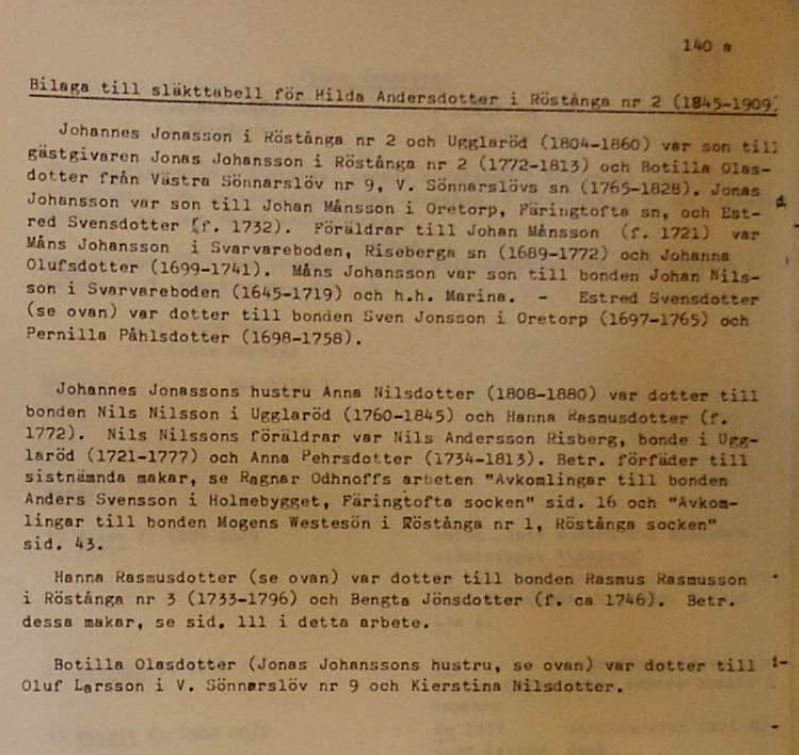 140 a
Bilaga till släkttabell för Hilda Andersdotter i Röstånga nr 2 (1845-1909)
Johannes Jonasson i Röstånga nr 2 och Ugglaröd (1804-1860) var son till
gästgivaren Jonas Johansson i Röstånga nr 2 (1772-1813) och Botilla Olas-
dotter från Västra Sönnarslöv nr 9, V. Sönnarslövs sn (1765-1828). Jonas
Johansson var son till Johan Månsson i Oretorp, Färingtofta sn, och Est-
red Svensdotter (f. 1732). Föräldrar till Johan Månsson (f. 1721) var
Måns Johansson i Svarvareboden, Riseberga sn (1689-1772) och Johanna
Olufsdotter (1699-1741). Måns Johansson var son till bonden Johan Nils-
son i Svarvareboden (1645-1719) och h.h. Marina. - Estred Svensdotter
(se ovan) var dotter till bonden Sven Jonsson i Oretorp (1697-1765) och
Pernilla Påhlsdotter (1698-1758).
Johannes Jonassons hustru Anna Nilsdotter (1808-1880) var dotter till
bonden Nils Nilsson i Ugglaröd (1760-1845) och Hanna Rasmusdotter (f.
1772). Nils Nilssons föräldrar var Nils Andersson Risberg, bonde i Ugg-
laröd (1721-1777) och Anna Pehrsdotter (1734-1813). Betr. förfäder till
sistnämnda makar, se Ragnar Odhnoffs arbeten "Avkomlingar till bonden
Anders Svensson i Holmebygget, Färingtofta socken" sid. 16 och "Avkom-
lingar till bonden Mogens Westesön i Röstånga nr 1, Röstånga socken"
sid. 43.
Hanna Rasmusdotter (se ovan) var dotter till bonden Rasmus Rasmusson
i Röstånga nr 3 (1733-1796) och Bengta Jönsdotter (f. ca 1746). Betr.
dessa makar, se sid. 111 i detta arbete.
Botilla Olasdotter (Jonas Johanssons hustru, se ovan) var dotter till
Oluf Larsson i V. Sönnarslöv nr 9 och Kierstina Nilsdotter.